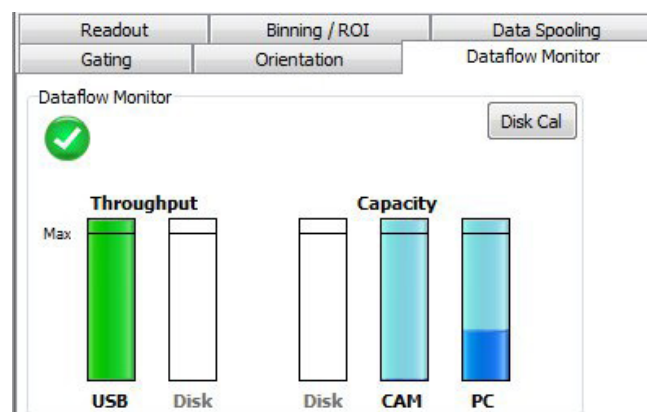 Readout Binning / ROI Data Spooling
Gating Orientation Dataflow Monitor
Dataflow Monitor
Disk Cal
Throughput Capacity
Max
USB Disk Disk CAM PC